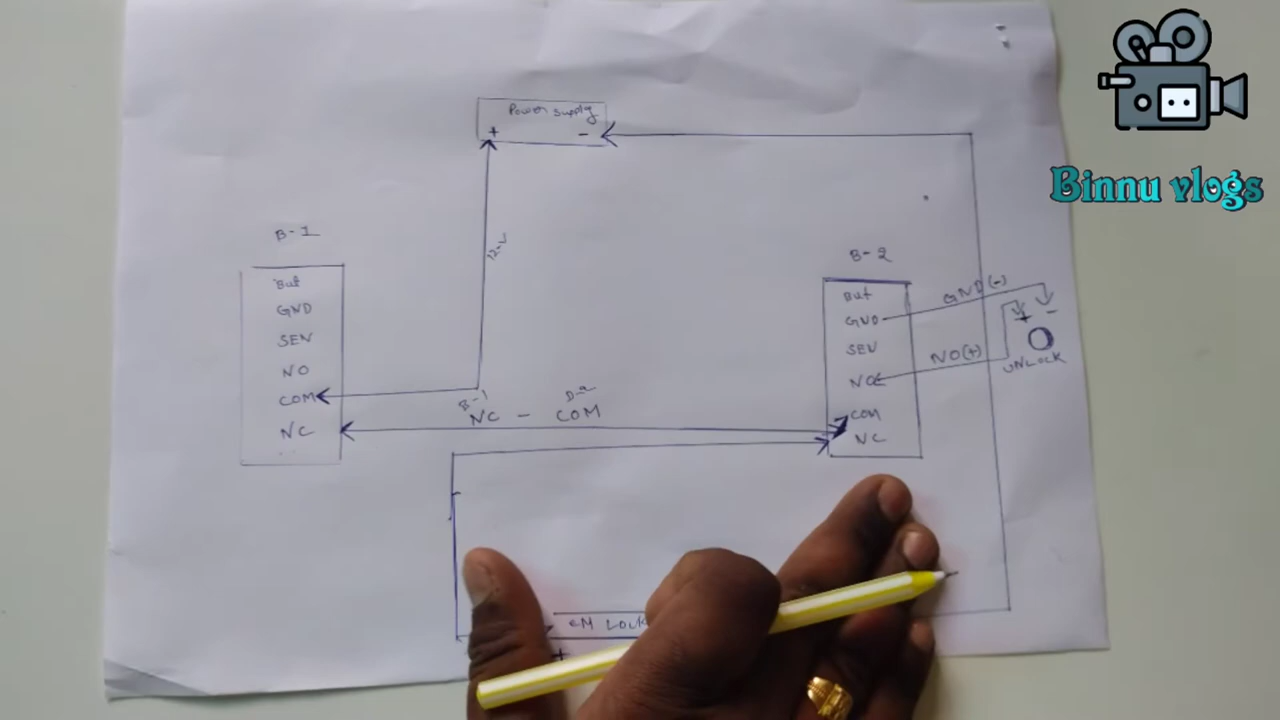 Binnu vlogs
Power supply
+ -
12-V
B-1
But
GND
SEN
NO
COM
NC
B-2
But
GND
SEN
NO
COM
NC
GND(-)
+ -
NO(+)
UNLOCK
B-1
NC - COM
EM LOCK
+